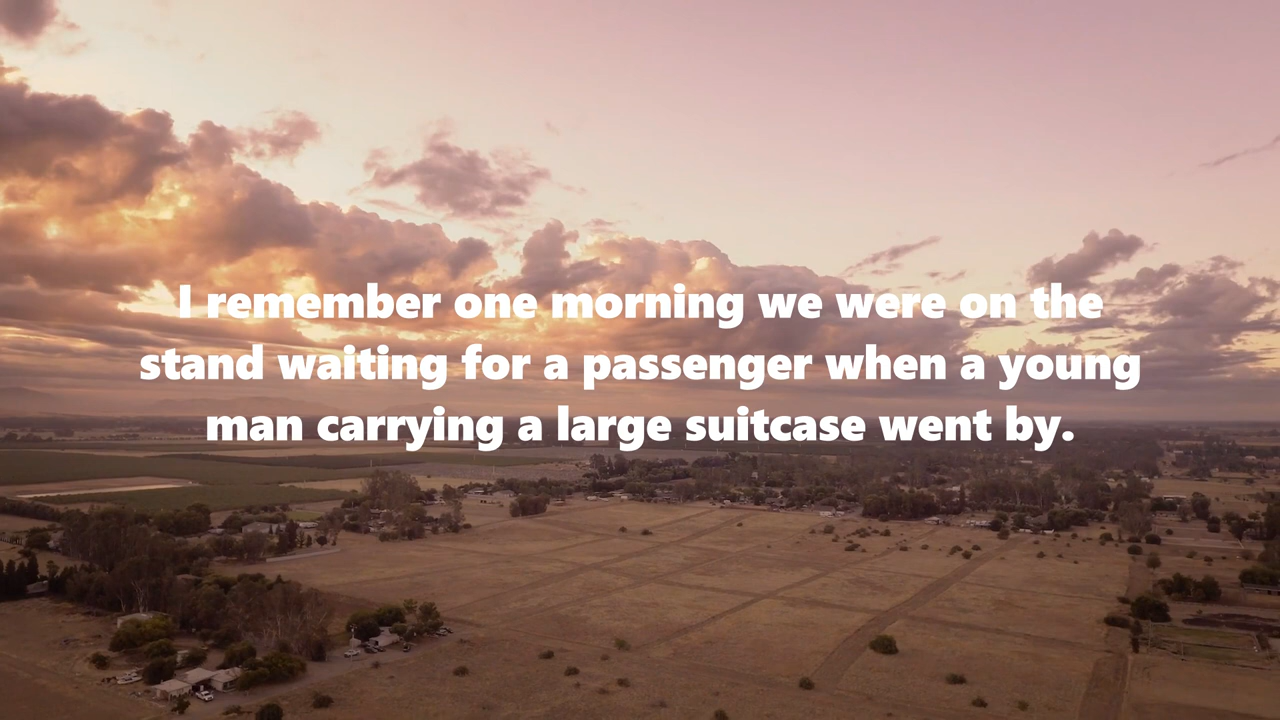 I remember one morning we were on the
stand waiting for a passenger when a young
man carrying a large suitcase went by.